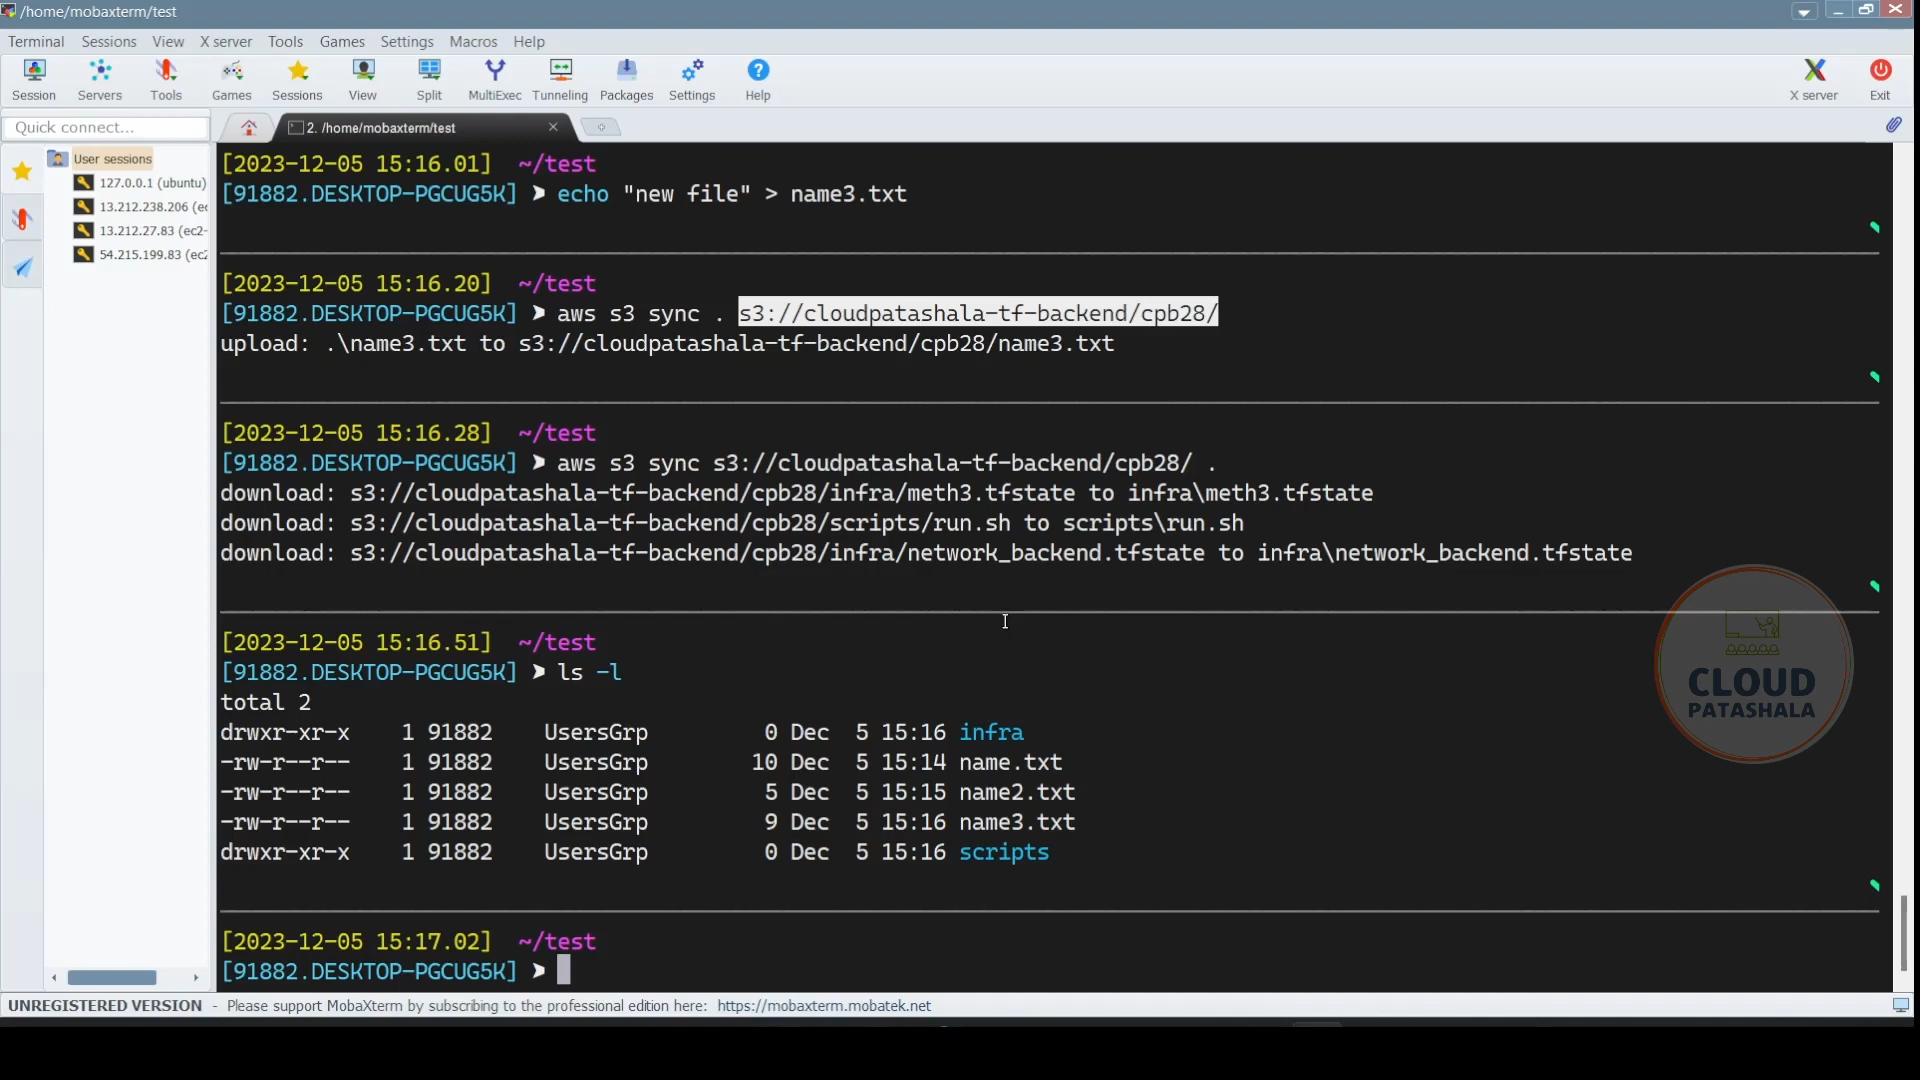 /home/mobaxterm/test
Terminal Sessions View X server Tools Games Settings Macros Help
Session Servers Tools Games Sessions View Split MultiExec Tunneling Packages Settings Help X server Exit
Quick connect...
2. /home/mobaxterm/test
User sessions
127.0.0.1 (ubuntu)
13.212.238.206 (ec
13.212.27.83 (ec2-
54.215.199.83 (ec2
[2023-12-05 15:16.01] ~/test
[91882.DESKTOP-PGCUG5K] ➤ echo "new file" > name3.txt
[2023-12-05 15:16.20] ~/test
[91882.DESKTOP-PGCUG5K] ➤ aws s3 sync . s3://cloudpatashala-tf-backend/cpb28/
upload: .\name3.txt to s3://cloudpatashala-tf-backend/cpb28/name3.txt
[2023-12-05 15:16.28] ~/test
[91882.DESKTOP-PGCUG5K] ➤ aws s3 sync s3://cloudpatashala-tf-backend/cpb28/ .
download: s3://cloudpatashala-tf-backend/cpb28/infra/meth3.tfstate to infra\meth3.tfstate
download: s3://cloudpatashala-tf-backend/cpb28/scripts/run.sh to scripts\run.sh
download: s3://cloudpatashala-tf-backend/cpb28/infra/network_backend.tfstate to infra\network_backend.tfstate
[2023-12-05 15:16.51] ~/test
[91882.DESKTOP-PGCUG5K] ➤ ls -l
total 2
drwxr-xr-x 1 91882 UsersGrp 0 Dec 5 15:16 infra
-rw-r--r-- 1 91882 UsersGrp 10 Dec 5 15:14 name.txt
-rw-r--r-- 1 91882 UsersGrp 5 Dec 5 15:15 name2.txt
-rw-r--r-- 1 91882 UsersGrp 9 Dec 5 15:16 name3.txt
drwxr-xr-x 1 91882 UsersGrp 0 Dec 5 15:16 scripts
[2023-12-05 15:17.02] ~/test
[91882.DESKTOP-PGCUG5K] ➤
CLOUD
PATASHALA
UNREGISTERED VERSION - Please support MobaXterm by subscribing to the professional edition here: https://mobaxterm.mobatek.net